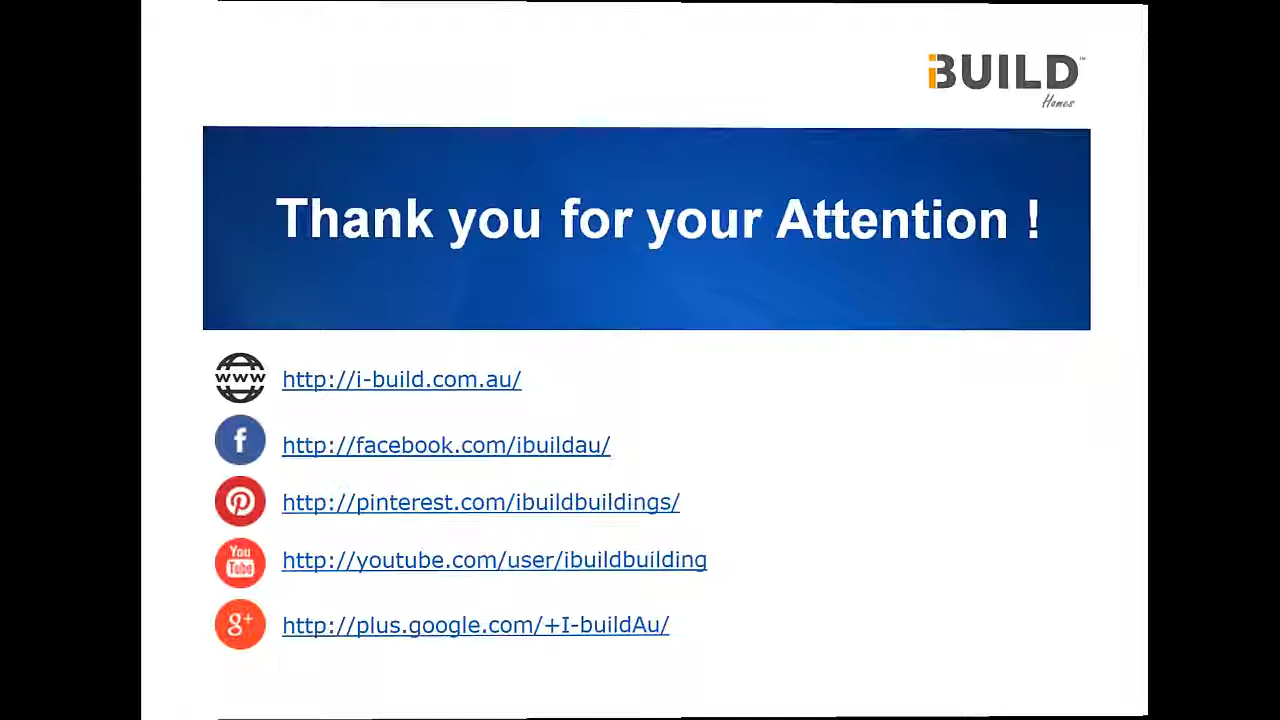 iBUILD™
Homes
Thank you for your Attention !
www
http://i-build.com.au/
f
http://facebook.com/ibuildau/
http://pinterest.com/ibuildbuildings/
You
Tube
http://youtube.com/user/ibuildbuilding
g+
http://plus.google.com/+I-buildAu/